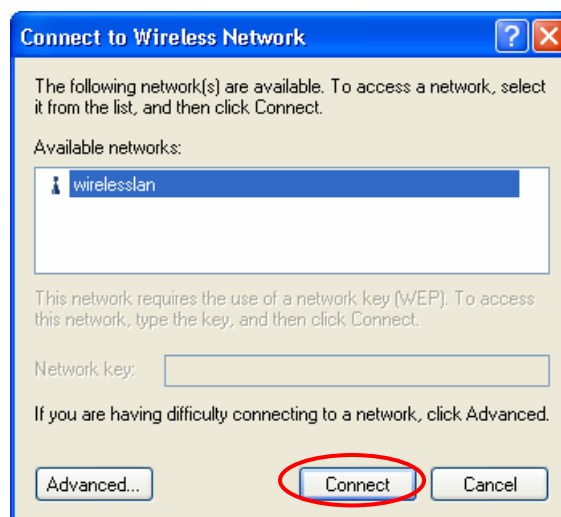 Connect to Wireless Network
The following network(s) are available. To access a network, select
it from the list, and then click Connect.
Available networks:
wirelesslan
This network requires the use of a network key (WEP). To access
this network, type the key, and then click Connect.
Network key:
If you are having difficulty connecting to a network, click Advanced.
Advanced... Connect Cancel